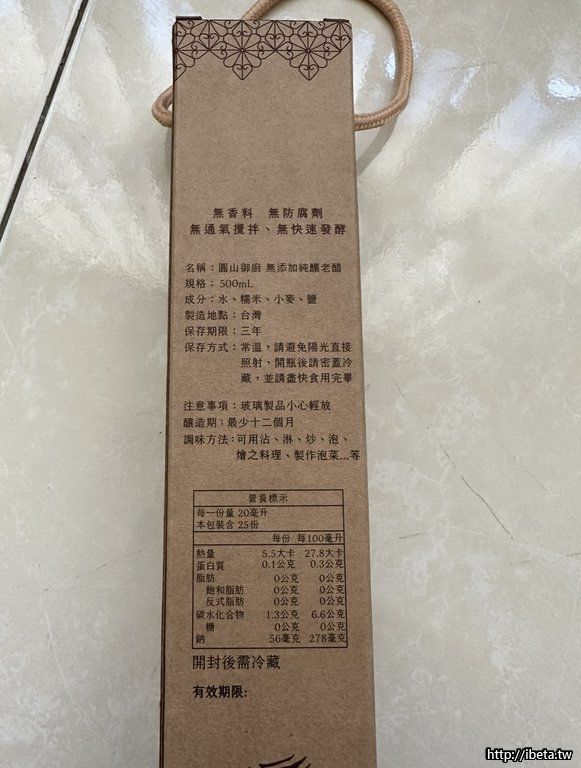 無香料 無防腐劑
無通氣攪拌、無快速發酵
名稱：圓山御廚 無添加純釀老醋
規格：500mL
成分：水、糯米、小麥、鹽
製造地點：台灣
保存期限：三年
保存方式：常溫，請避免陽光直接
照射，開瓶後請密蓋冷
藏，並請盡快食用完畢
注意事項：玻璃製品小心輕放
釀造期：最少十二個月
調味方法：可用沾、淋、炒、泡、
燴之料理、製作泡菜...等
營養標示
每一份量 20毫升
本包裝含 25份
每份 每100毫升
熱量 5.5大卡 27.8大卡
蛋白質 0.1公克 0.3公克
脂肪 0公克 0公克
飽和脂肪 0公克 0公克
反式脂肪 0公克 0公克
碳水化合物 1.3公克 6.6公克
糖 0公克 0公克
鈉 56毫克 278毫克
開封後需冷藏
有效期限:
http://ibeta.tw